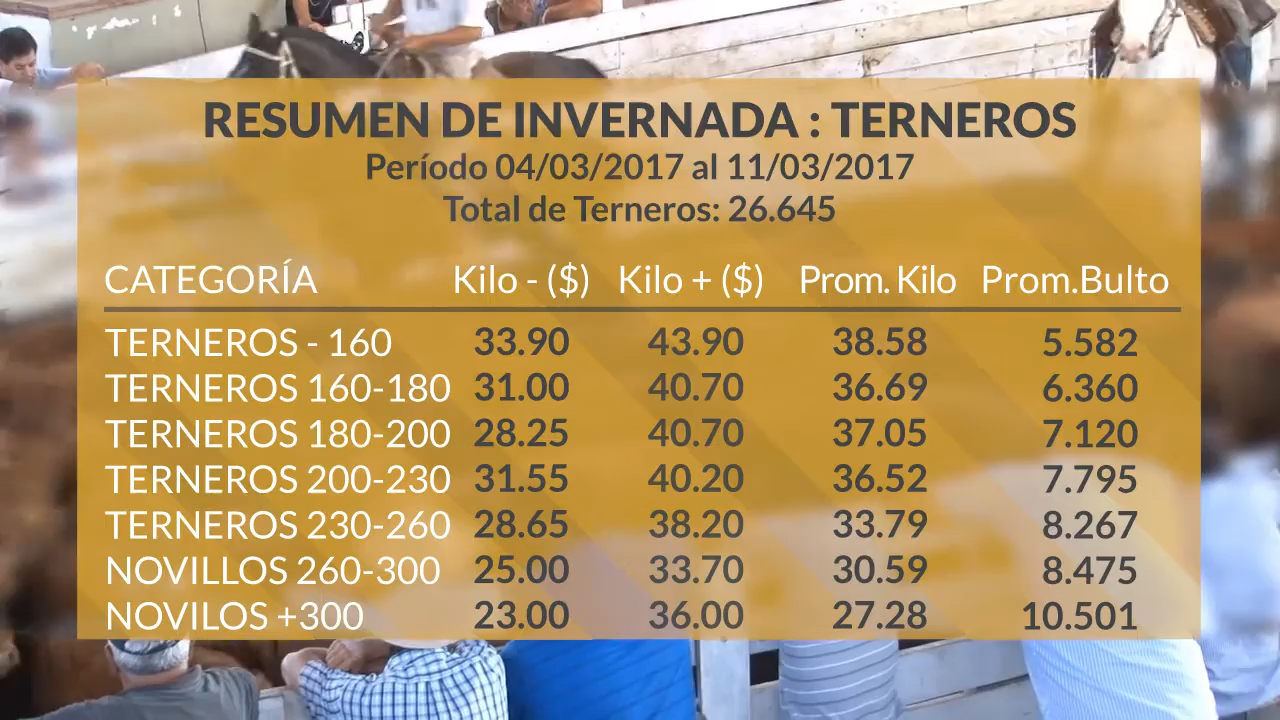 RESUMEN DE INVERNADA : TERNEROS
Período 04/03/2017 al 11/03/2017
Total de Terneros: 26.645
CATEGORÍA Kilo - ($) Kilo + ($) Prom. Kilo Prom.Bulto
TERNEROS - 160 33.90 43.90 38.58 5.582
TERNEROS 160-180 31.00 40.70 36.69 6.360
TERNEROS 180-200 28.25 40.70 37.05 7.120
TERNEROS 200-230 31.55 40.20 36.52 7.795
TERNEROS 230-260 28.65 38.20 33.79 8.267
NOVILLOS 260-300 25.00 33.70 30.59 8.475
NOVILOS +300 23.00 36.00 27.28 10.501